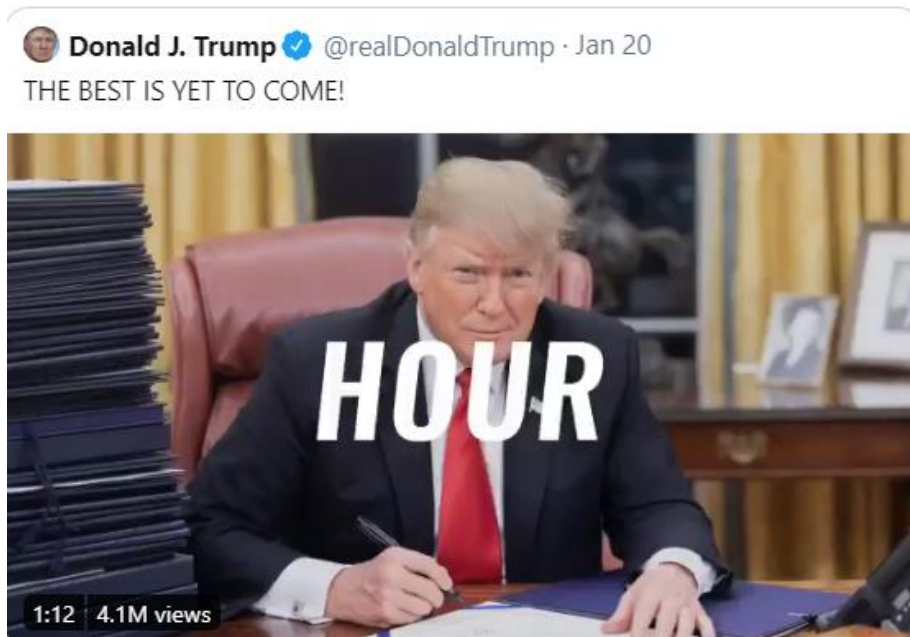 Donald J. Trump @realDonaldTrump · Jan 20
THE BEST IS YET TO COME!
HOUR
1:12 4.1M views